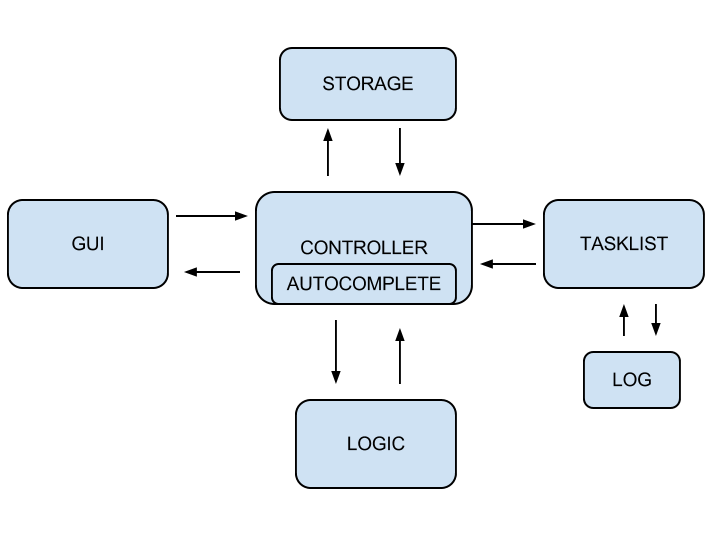 STORAGE
GUI
CONTROLLER
TASKLIST
AUTOCOMPLETE
LOG
LOGIC